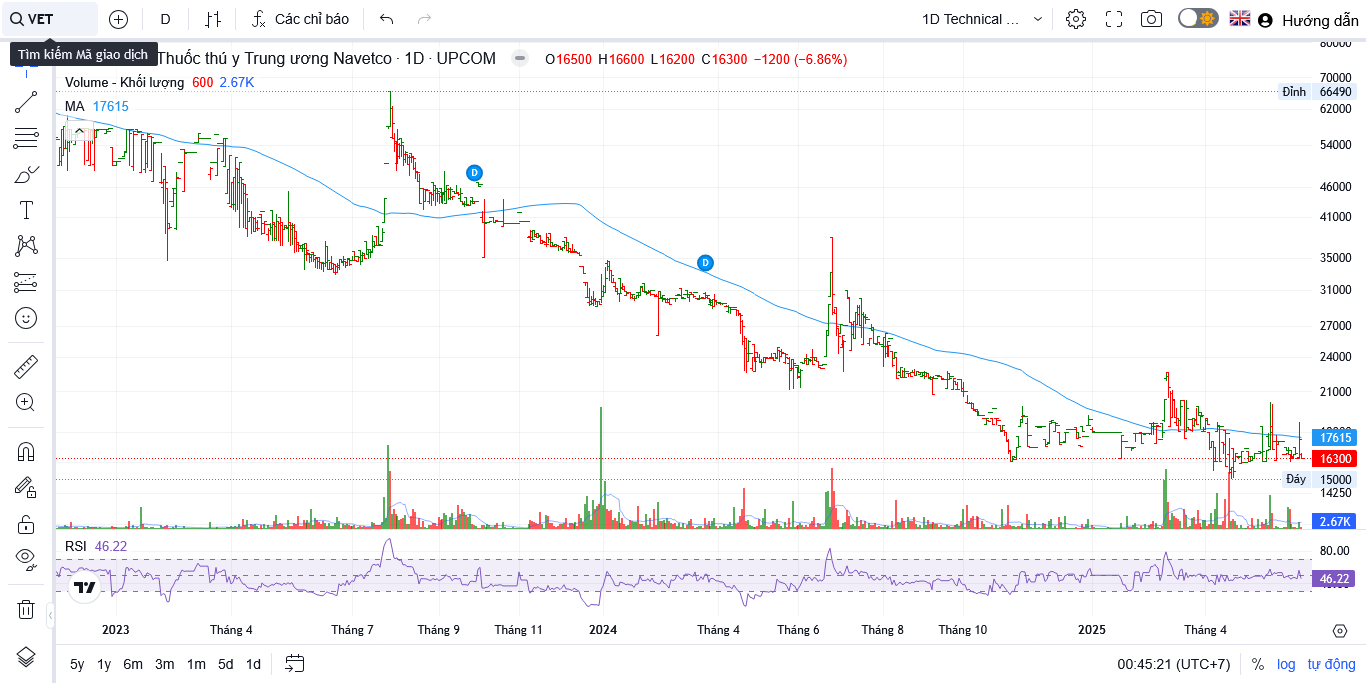 VET
D
Các chỉ báo
1D Technical ...
Hướng dẫn
Tìm kiếm Mã giao dịch
Thuốc thú y Trung ương Navetco · 1D · UPCOM
O16500 H16600 L16200 C16300 −1200 (−6.86%)
Volume - Khối lượng 600 2.67K
MA 17615
80000
70000
Đỉnh 66490
62000
54000
46000
41000
35000
31000
27000
24000
21000
17615
16300
Đáy 15000
14250
2.67K
D
D
RSI 46.22
80.00
46.22
2023 Tháng 4 Tháng 7 Tháng 9 Tháng 11 2024 Tháng 4 Tháng 6 Tháng 8 Tháng 10 2025 Tháng 4
5y 1y 6m 3m 1m 5d 1d
00:45:21 (UTC+7) % log tự động